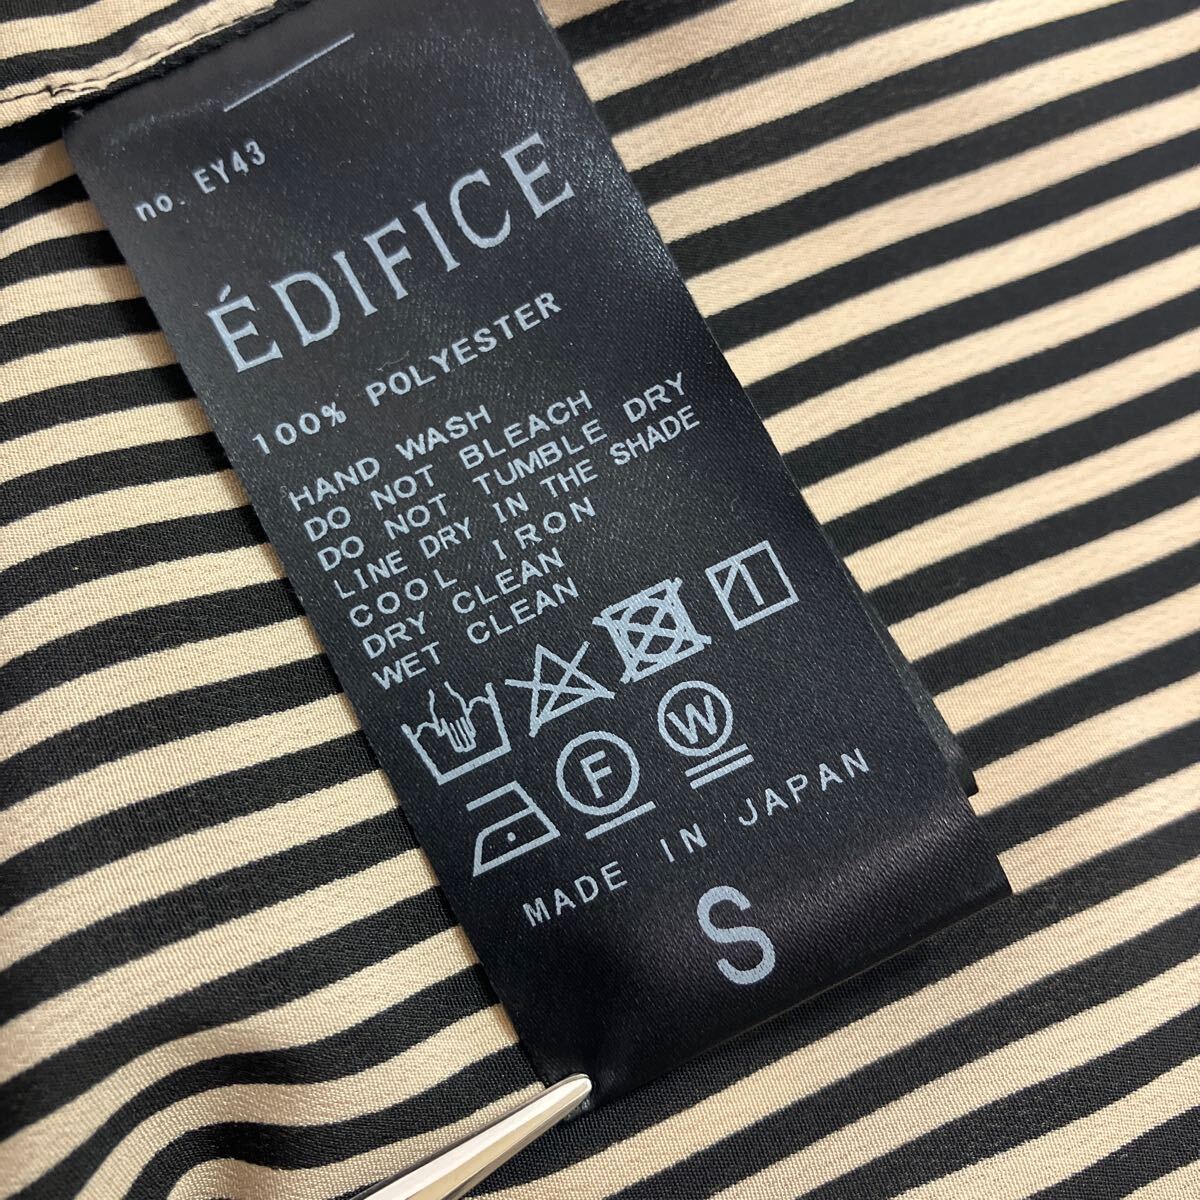 no. EY43
ÉDIFICE
100% POLYESTER
HAND WASH
DO NOT BLEACH
DO NOT TUMBLE DRY
LINE DRY IN THE SHADE
COOL IRON
DRY CLEAN
WET CLEAN
F
W
MADE IN JAPAN
S